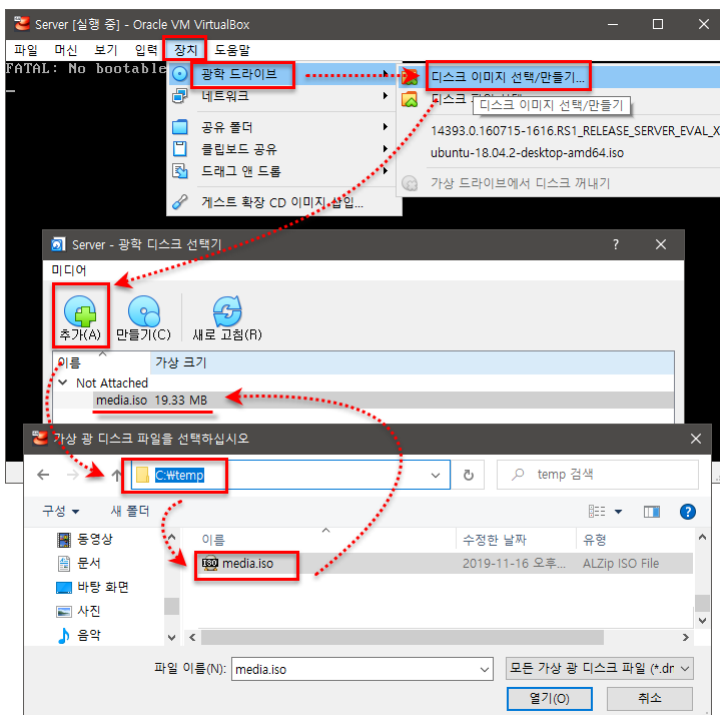 Server [실행 중] - Oracle VM VirtualBox
파일 머신 보기 입력 장치 도움말
FATAL: No bootable
광학 드라이브
네트워크
공유 폴더
클립보드 공유
드래그 앤 드롭
게스트 확장 CD 이미지 삽입...
디스크 이미지 선택/만들기...
디스크
디스크 이미지 선택/만들기
14393.0.160715-1616.RS1_RELEASE_SERVER_EVAL_X
ubuntu-18.04.2-desktop-amd64.iso
가상 드라이브에서 디스크 꺼내기
Server - 광학 디스크 선택기
미디어
추가(A) 만들기(C) 새로 고침(R)
이름 가상 크기
Not Attached
media.iso 19.33 MB
가상 광 디스크 파일을 선택하십시오
C:₩temp
temp 검색
구성 새 폴더
동영상
문서
바탕 화면
사진
음악
이름 수정한 날짜 유형
media.iso 2019-11-16 오후... ALZip ISO File
파일 이름(N): media.iso 모든 가상 광 디스크 파일 (*.dr
열기(O) 취소